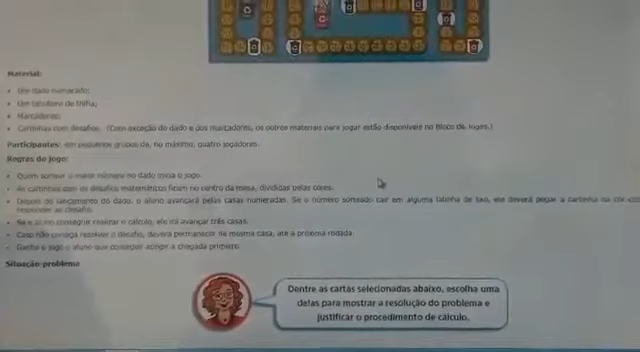 Material:
Um dado numerado;
Um tabuleiro de trilha;
Marcadores;
Cartinhas com desafios. (Com exceção do dado e dos marcadores, os outros materiais para jogar estão disponíveis no Bloco de Jogos.)
Participantes: em pequenos grupos de, no máximo, quatro jogadores.
Regras do jogo:
Quem sortear o maior número no dado inicia o jogo.
As cartinhas com os desafios matemáticos ficam no centro da mesa, divididas pelas cores.
Depois do lançamento do dado, o aluno avançará pelas casas numeradas. Se o número sorteado cair em alguma latinha de lixo, ele deverá pegar a cartinha na cor
responder ao desafio.
Se o aluno conseguir realizar o cálculo, ele irá avançar três casas.
Caso não consiga resolver o desafio, deverá permanecer na mesma casa, até a próxima rodada.
Ganha o jogo o aluno que conseguir atingir a chegada primeiro.
Situação-problema
Dentre as cartas selecionadas abaixo, escolha uma
delas para mostrar a resolução do problema e
justificar o procedimento de cálculo.